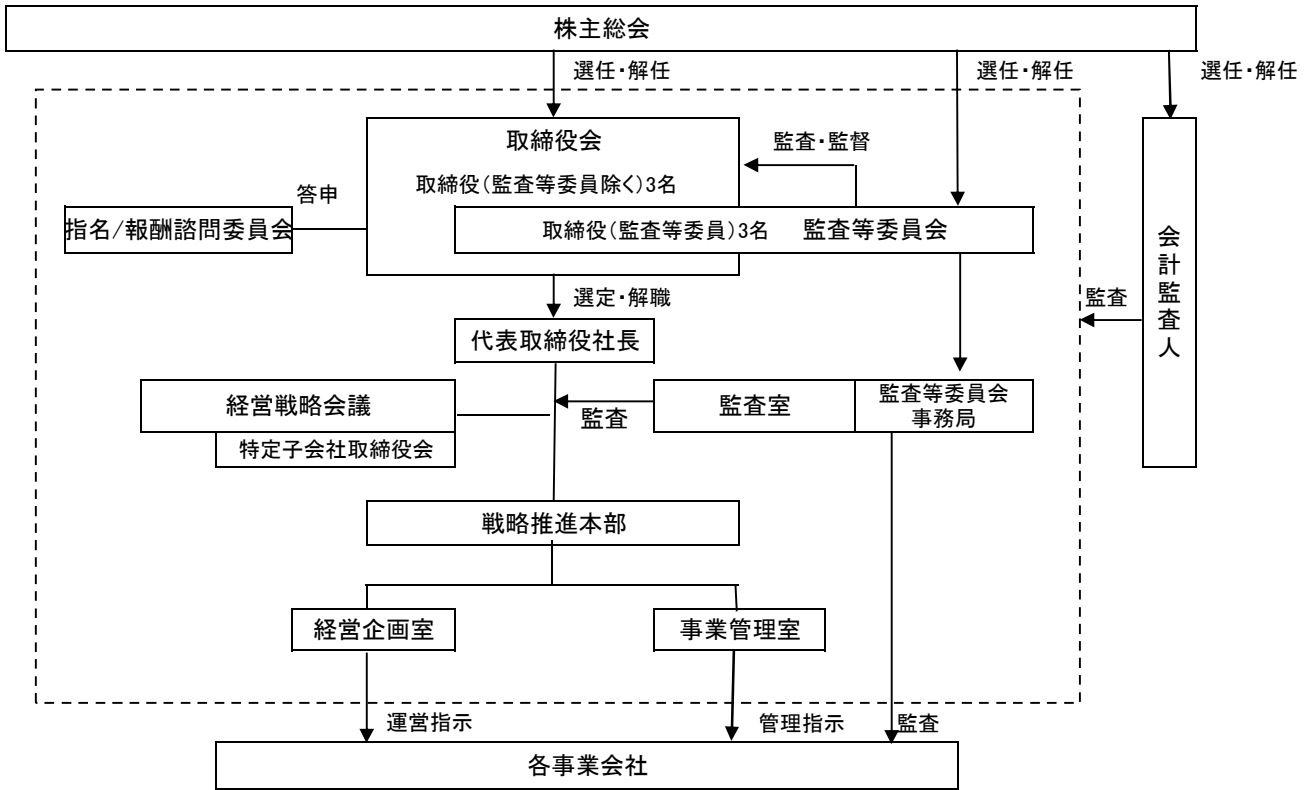 株主総会
選任・解任
選任・解任
選任・解任
取締役会
監査・監督
取締役(監査等委員除く)3名
答申
指名/報酬諮問委員会
取締役(監査等委員)3名 監査等委員会
会計監査人
監査
選定・解職
代表取締役社長
経営戦略会議
監査
監査室
監査等委員会
事務局
特定子会社取締役会
戦略推進本部
経営企画室
事業管理室
運営指示
管理指示
監査
各事業会社